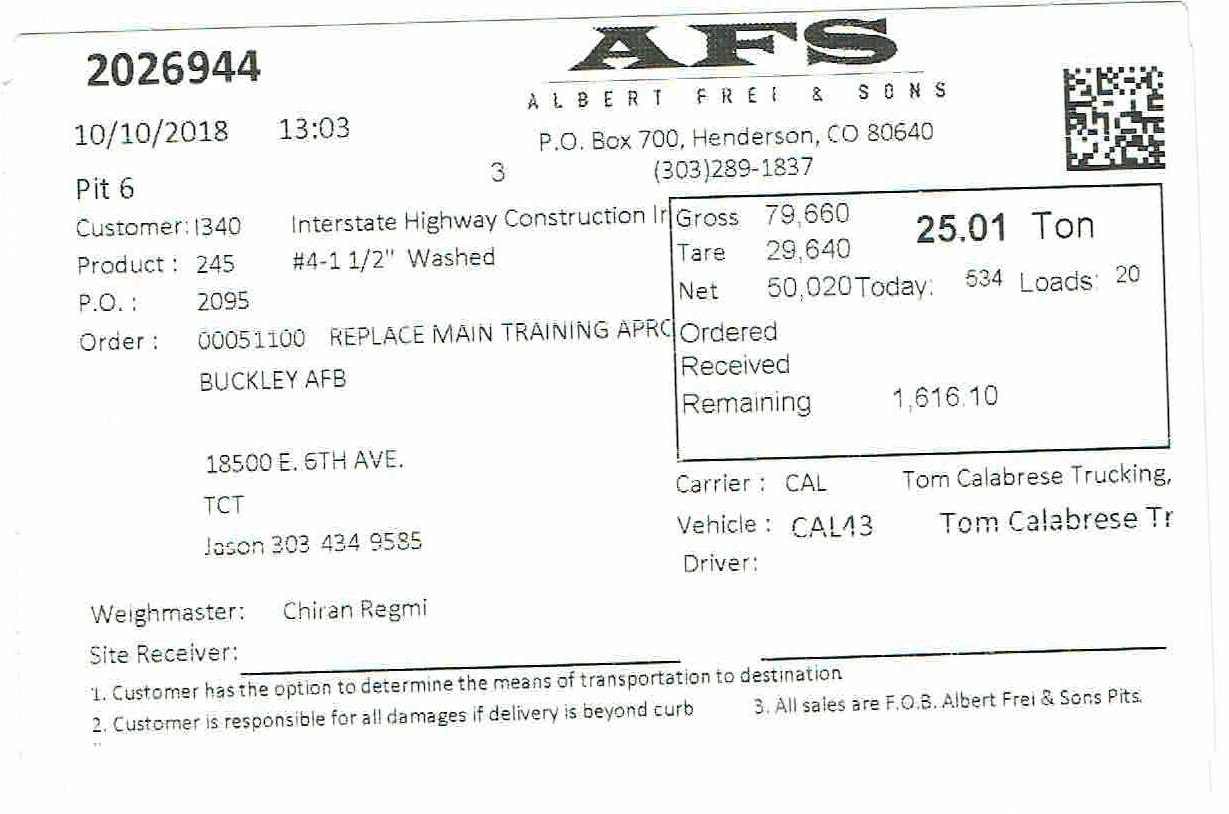 2026944
AFS
ALBERT FREI & SONS
10/10/2018 13:03
P.O. Box 700, Henderson, CO 80640
3 (303)289-1837
Pit 6
Customer: I340 Interstate Highway Construction Ir
Product : 245 #4-1 1/2" Washed
P.O. : 2095
Order : 00051100 REPLACE MAIN TRAINING APRC
BUCKLEY AFB
18500 E. 6TH AVE.
TCT
Jason 303 434 9585
Gross 79,660 25.01 Ton
Tare 29,640
Net 50,020 Today: 534 Loads: 20
Ordered
Received
Remaining 1,616.10
Carrier : CAL Tom Calabrese Trucking,
Vehicle : CAL43 Tom Calabrese Tr
Driver:
Weighmaster: Chiran Regmi
Site Receiver:
1. Customer has the option to determine the means of transportation to destination
2. Customer is responsible for all damages if delivery is beyond curb 3. All sales are F.O.B. Albert Frei & Sons Pits.